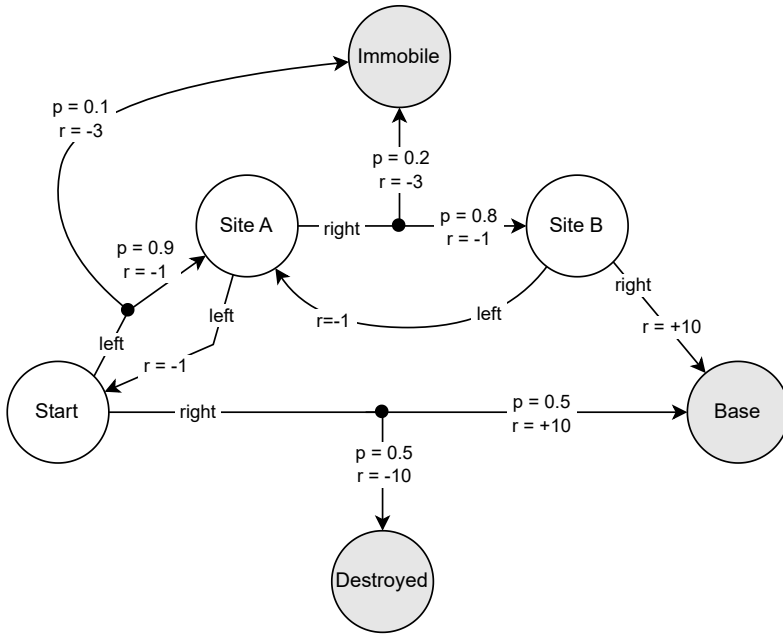 Immobile
p = 0.1
r = -3
p = 0.2
r = -3
Site A
right
p = 0.8
r = -1
Site B
p = 0.9
r = -1
right
left
r=-1
left
r = +10
left
r = -1
Start
right
p = 0.5
r = +10
Base
p = 0.5
r = -10
Destroyed